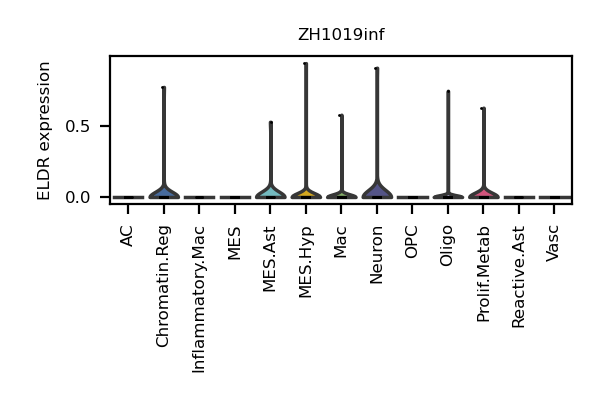 ZH1019inf
ELDR expression
0.5
0.0
AC
Chromatin.Reg
Inflammatory.Mac
MES
MES.Ast
MES.Hyp
Mac
Neuron
OPC
Oligo
Prolif.Metab
Reactive.Ast
Vasc